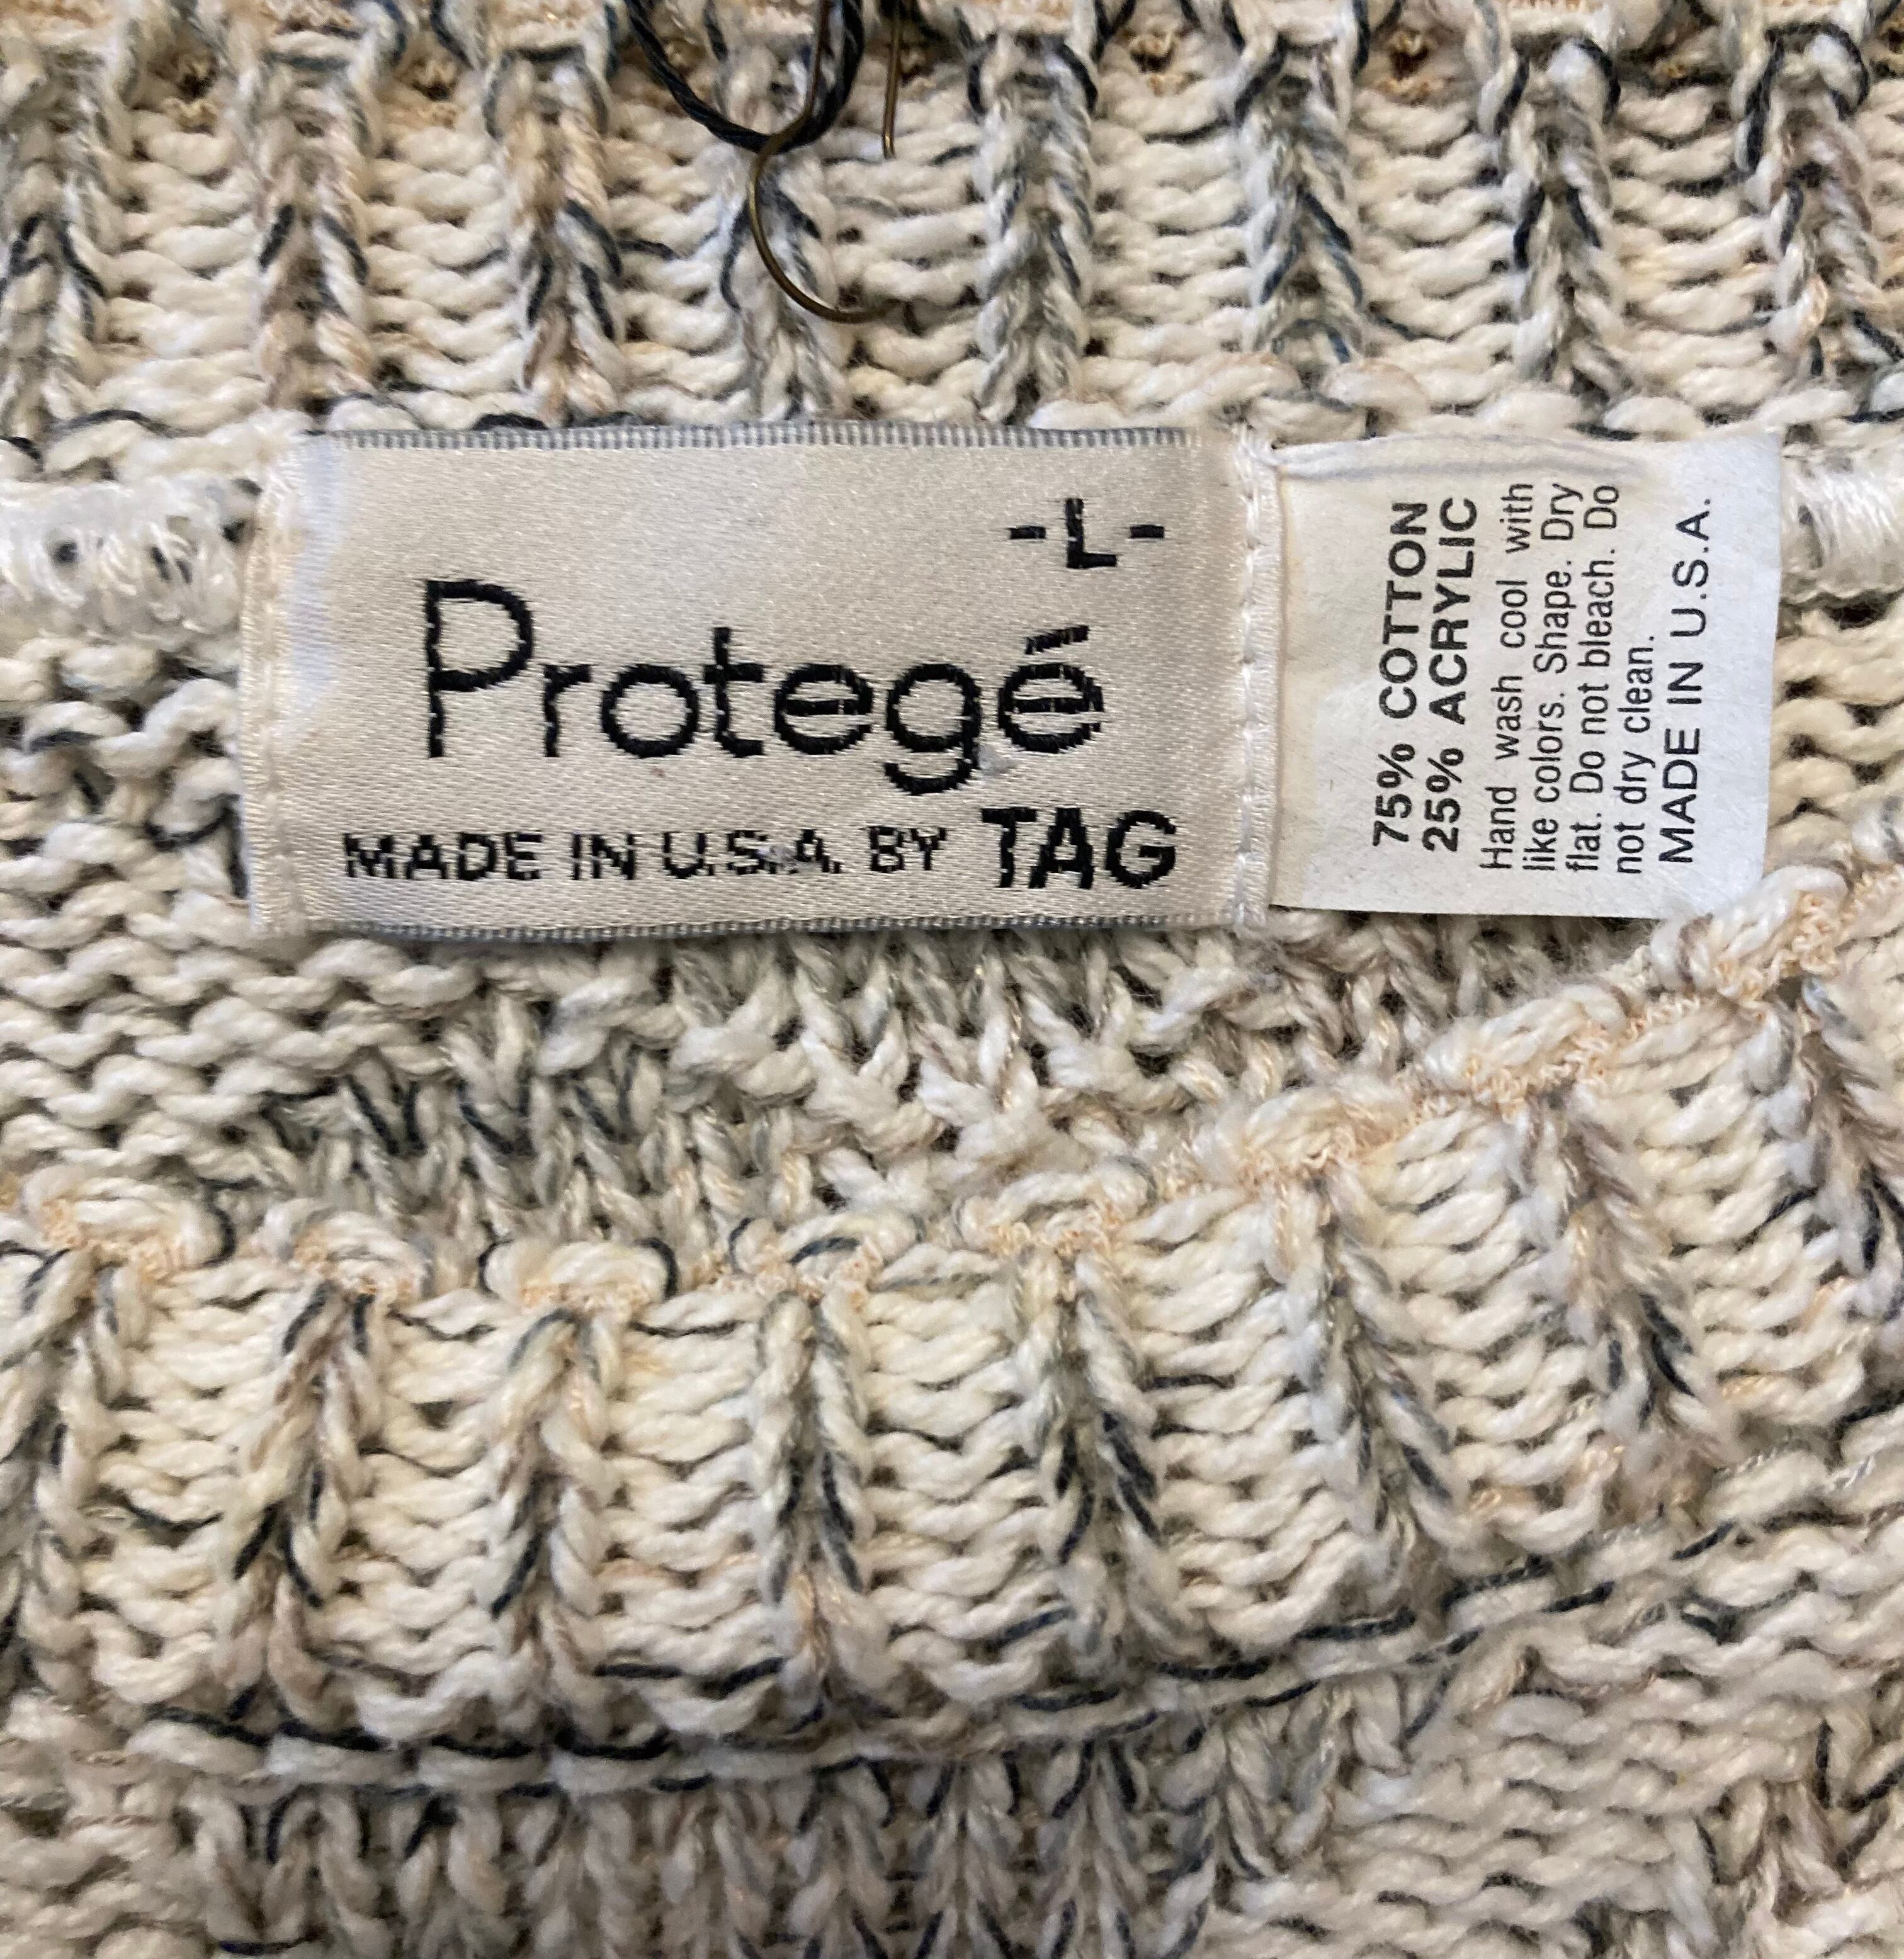 -L-
Protegé
MADE IN U.S.A. BY TAG
75% COTTON
25% ACRYLIC
Hand wash cool with
like colors. Shape. Dry
flat. Do not bleach. Do
not dry clean.
MADE IN U.S.A.